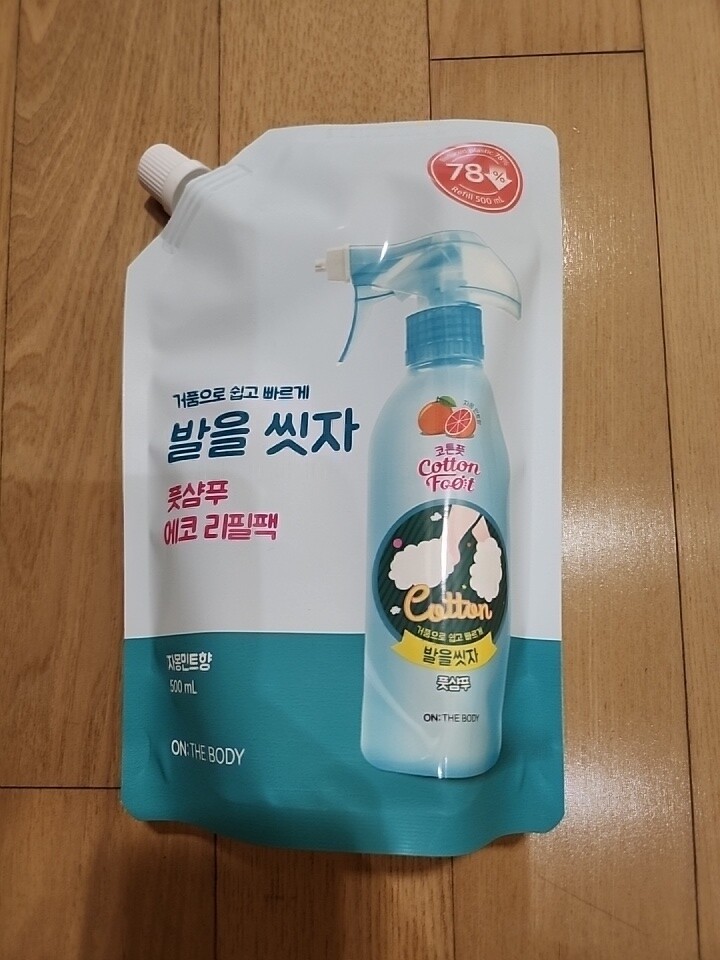 78%
Refill 500 mL
거품으로 쉽고 빠르게
발을 씻자
풋샴푸
에코 리필팩
자몽민트향
500 mL
ON: THE BODY
코튼풋
Cotton
Foot
Cotton
거품으로 쉽고 빠르게
발을씻자
풋샴푸
ON: THE BODY